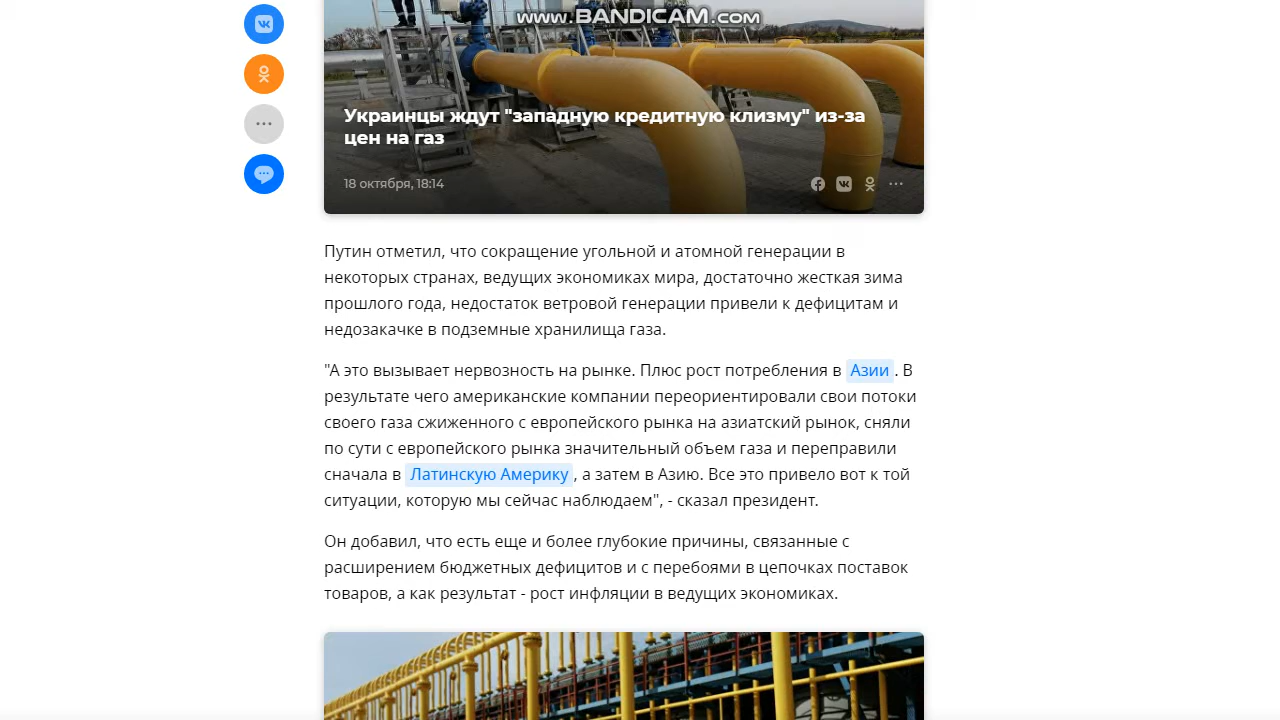 www.BANDICAM.com
Украинцы ждут "западную кредитную клизму" из-за
цен на газ
18 октября, 18:14
Путин отметил, что сокращение угольной и атомной генерации в
некоторых странах, ведущих экономиках мира, достаточно жесткая зима
прошлого года, недостаток ветровой генерации привели к дефицитам и
недозакачке в подземные хранилища газа.
"А это вызывает нервозность на рынке. Плюс рост потребления в Азии. В
результате чего американские компании переориентировали свои потоки
своего газа сжиженного с европейского рынка на азиатский рынок, сняли
по сути с европейского рынка значительный объем газа и переправили
сначала в Латинскую Америку, а затем в Азию. Все это привело вот к той
ситуации, которую мы сейчас наблюдаем", - сказал президент.
Он добавил, что есть еще и более глубокие причины, связанные с
расширением бюджетных дефицитов и с перебоями в цепочках поставок
товаров, а как результат - рост инфляции в ведущих экономиках.